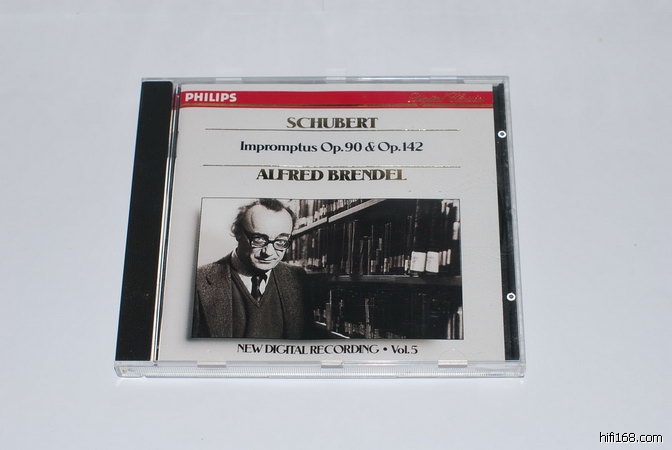 PHILIPS
SCHUBERT
Impromptus Op.90 & Op.142
ALFRED BRENDEL
NEW DIGITAL RECORDING • Vol.5
hifi168.com